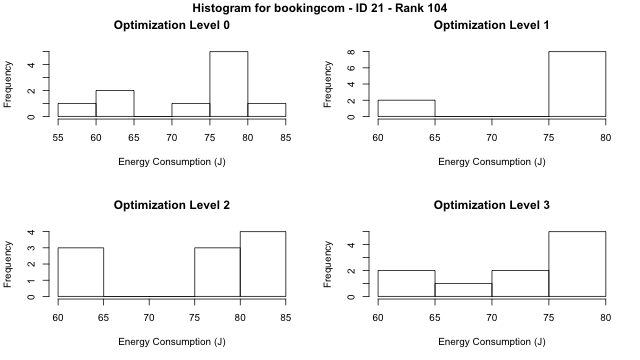 Histogram for bookingcom - ID 21 - Rank 104
Optimization Level 0
Frequency
0 2 4
55 60 65 70 75 80 85
Energy Consumption (J)
Optimization Level 1
Frequency
0 2 4 6 8
60 65 70 75 80
Energy Consumption (J)
Optimization Level 2
Frequency
0 1 2 3 4
60 65 70 75 80 85
Energy Consumption (J)
Optimization Level 3
Frequency
0 2 4
60 65 70 75 80
Energy Consumption (J)